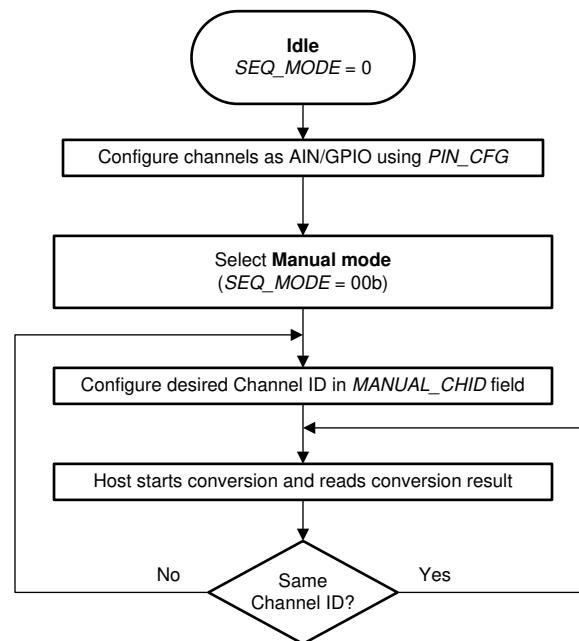 Idle
SEQ_MODE = 0
Configure channels as AIN/GPIO using PIN_CFG
Select Manual mode
(SEQ_MODE = 00b)
Configure desired Channel ID in MANUAL_CHID field
Host starts conversion and reads conversion result
No
Same
Channel ID?
Yes